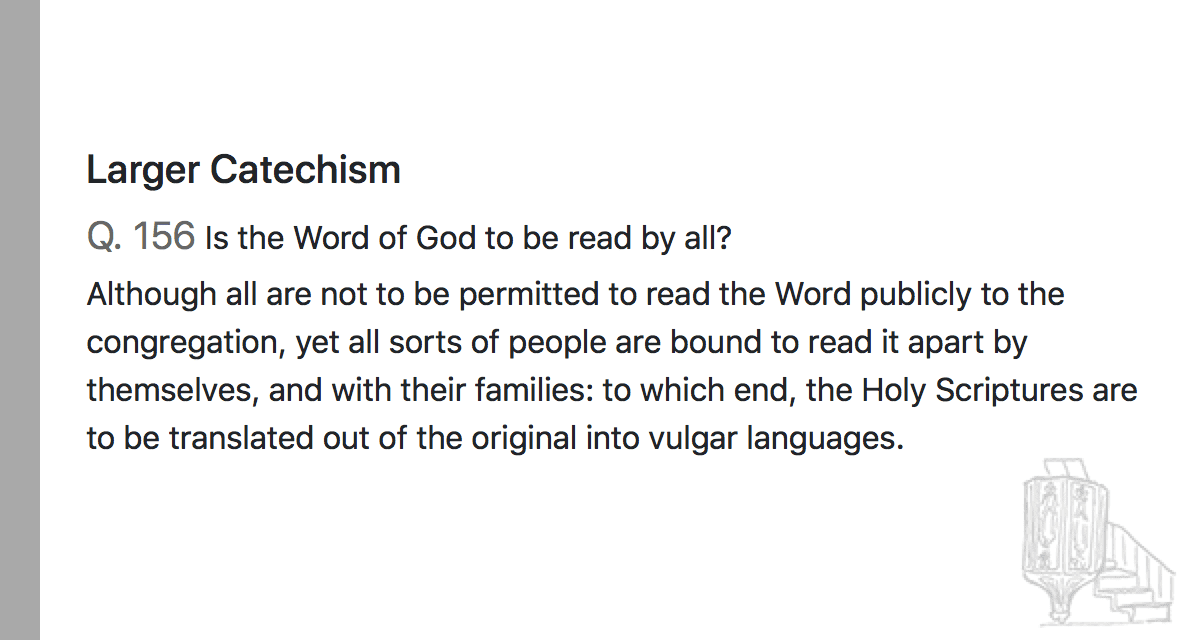 Larger Catechism
Q. 156 Is the Word of God to be read by all?
Although all are not to be permitted to read the Word publicly to the
congregation, yet all sorts of people are bound to read it apart by
themselves, and with their families: to which end, the Holy Scriptures are
to be translated out of the original into vulgar languages.